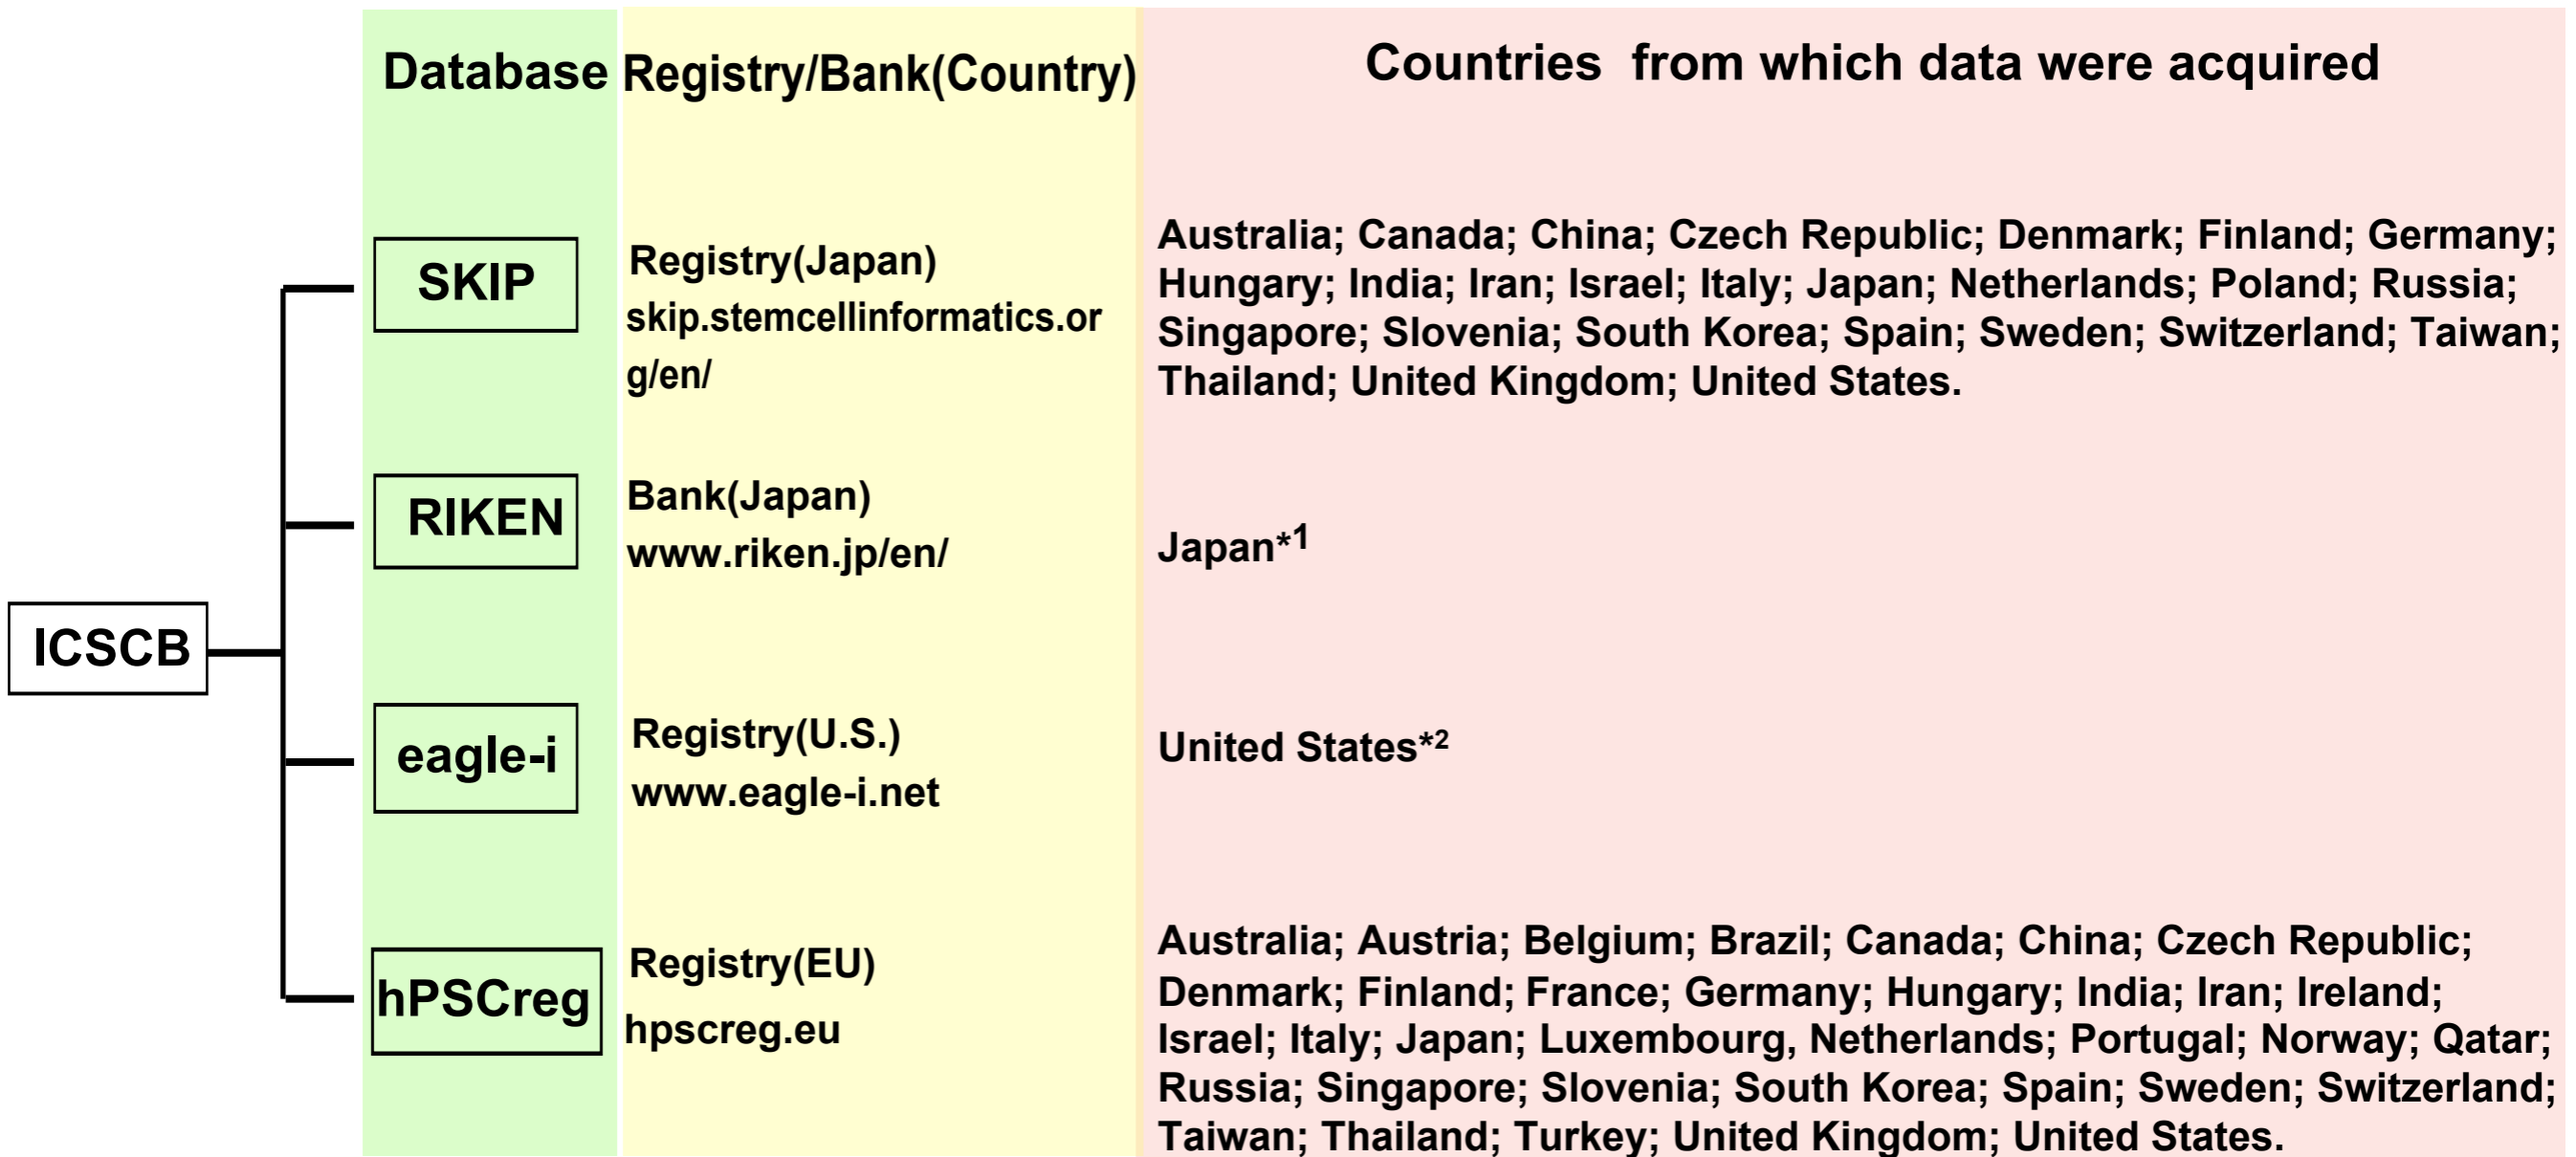 Database
Registry/Bank(Country)
Countries from which data were acquired
ICSCB
SKIP
Registry(Japan)
skip.stemcellinformatics.or
g/en/
Australia; Canada; China; Czech Republic; Denmark; Finland; Germany;
Hungary; India; Iran; Israel; Italy; Japan; Netherlands; Poland; Russia;
Singapore; Slovenia; South Korea; Spain; Sweden; Switzerland; Taiwan;
Thailand; United Kingdom; United States.
RIKEN
Bank(Japan)
www.riken.jp/en/
Japan*1
eagle-i
Registry(U.S.)
www.eagle-i.net
United States*2
hPSCreg
Registry(EU)
hpscreg.eu
Australia; Austria; Belgium; Brazil; Canada; China; Czech Republic;
Denmark; Finland; France; Germany; Hungary; India; Iran; Ireland;
Israel; Italy; Japan; Luxembourg, Netherlands; Portugal; Norway; Qatar;
Russia; Singapore; Slovenia; South Korea; Spain; Sweden; Switzerland;
Taiwan; Thailand; Turkey; United Kingdom; United States.